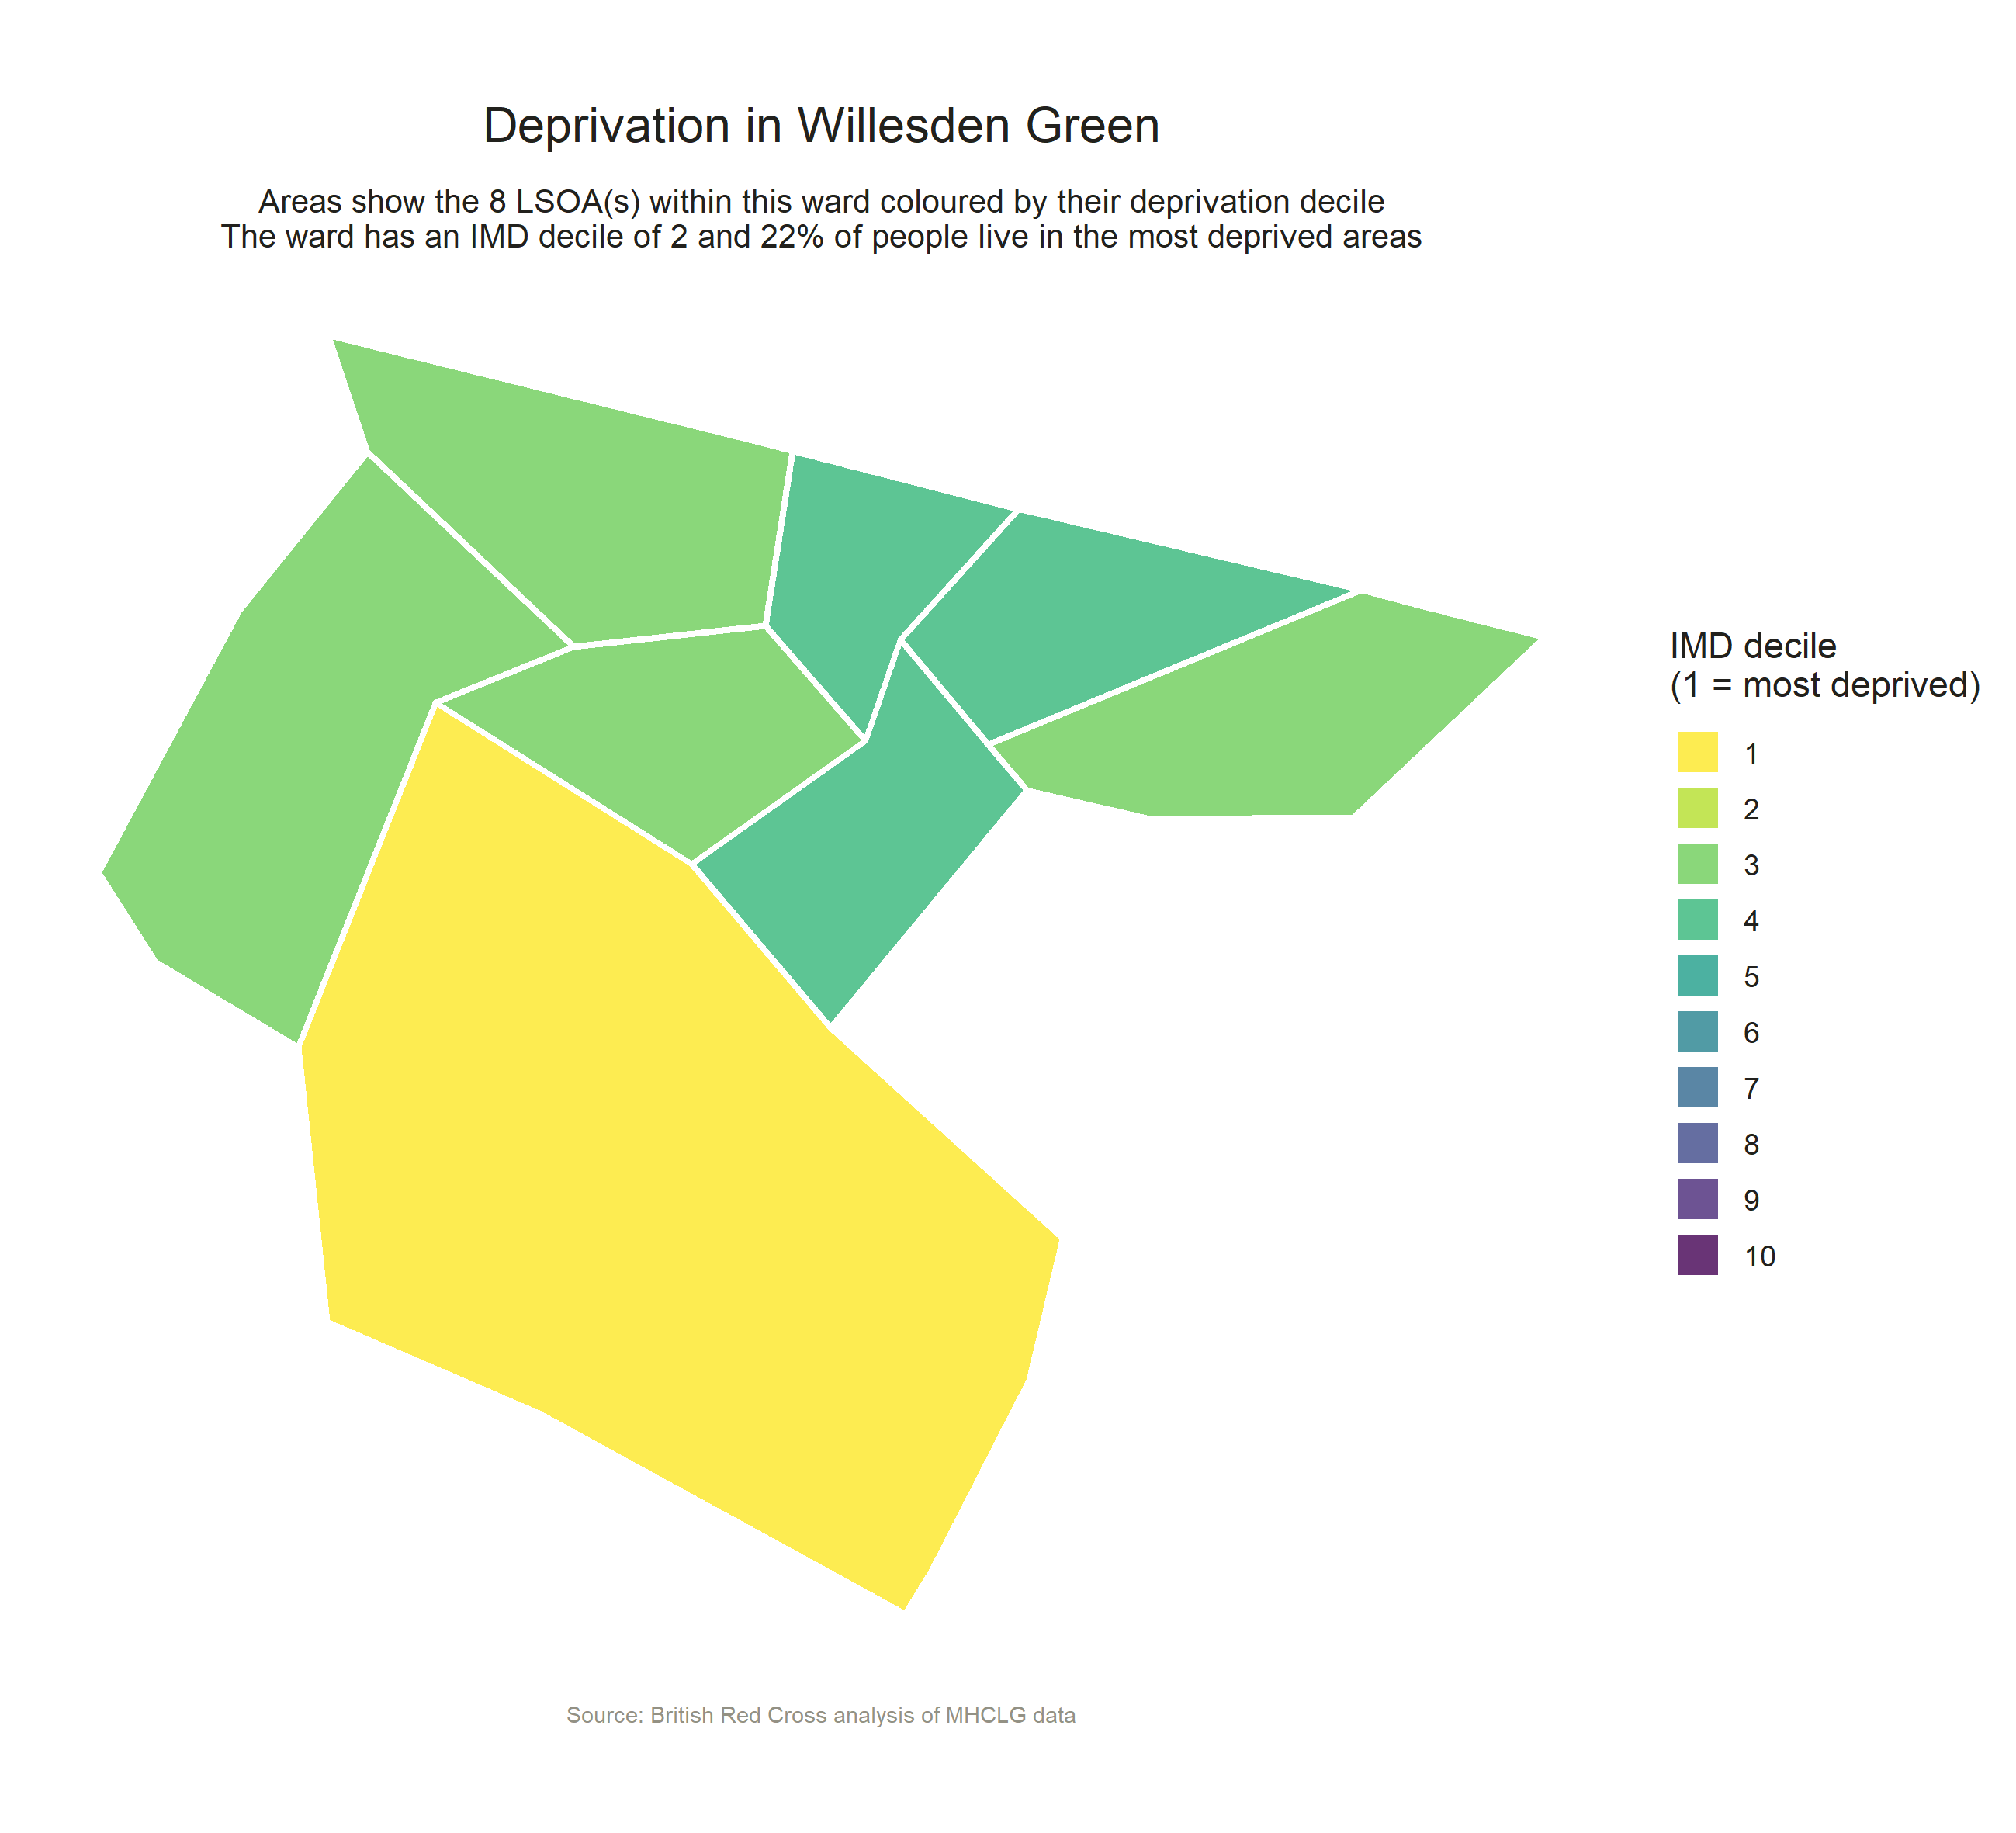 Deprivation in Willesden Green
Areas show the 8 LSOA(s) within this ward coloured by their deprivation decile
The ward has an IMD decile of 2 and 22% of people live in the most deprived areas
IMD decile
(1 = most deprived)
1
2
3
4
5
6
7
8
9
10
Source: British Red Cross analysis of MHCLG data